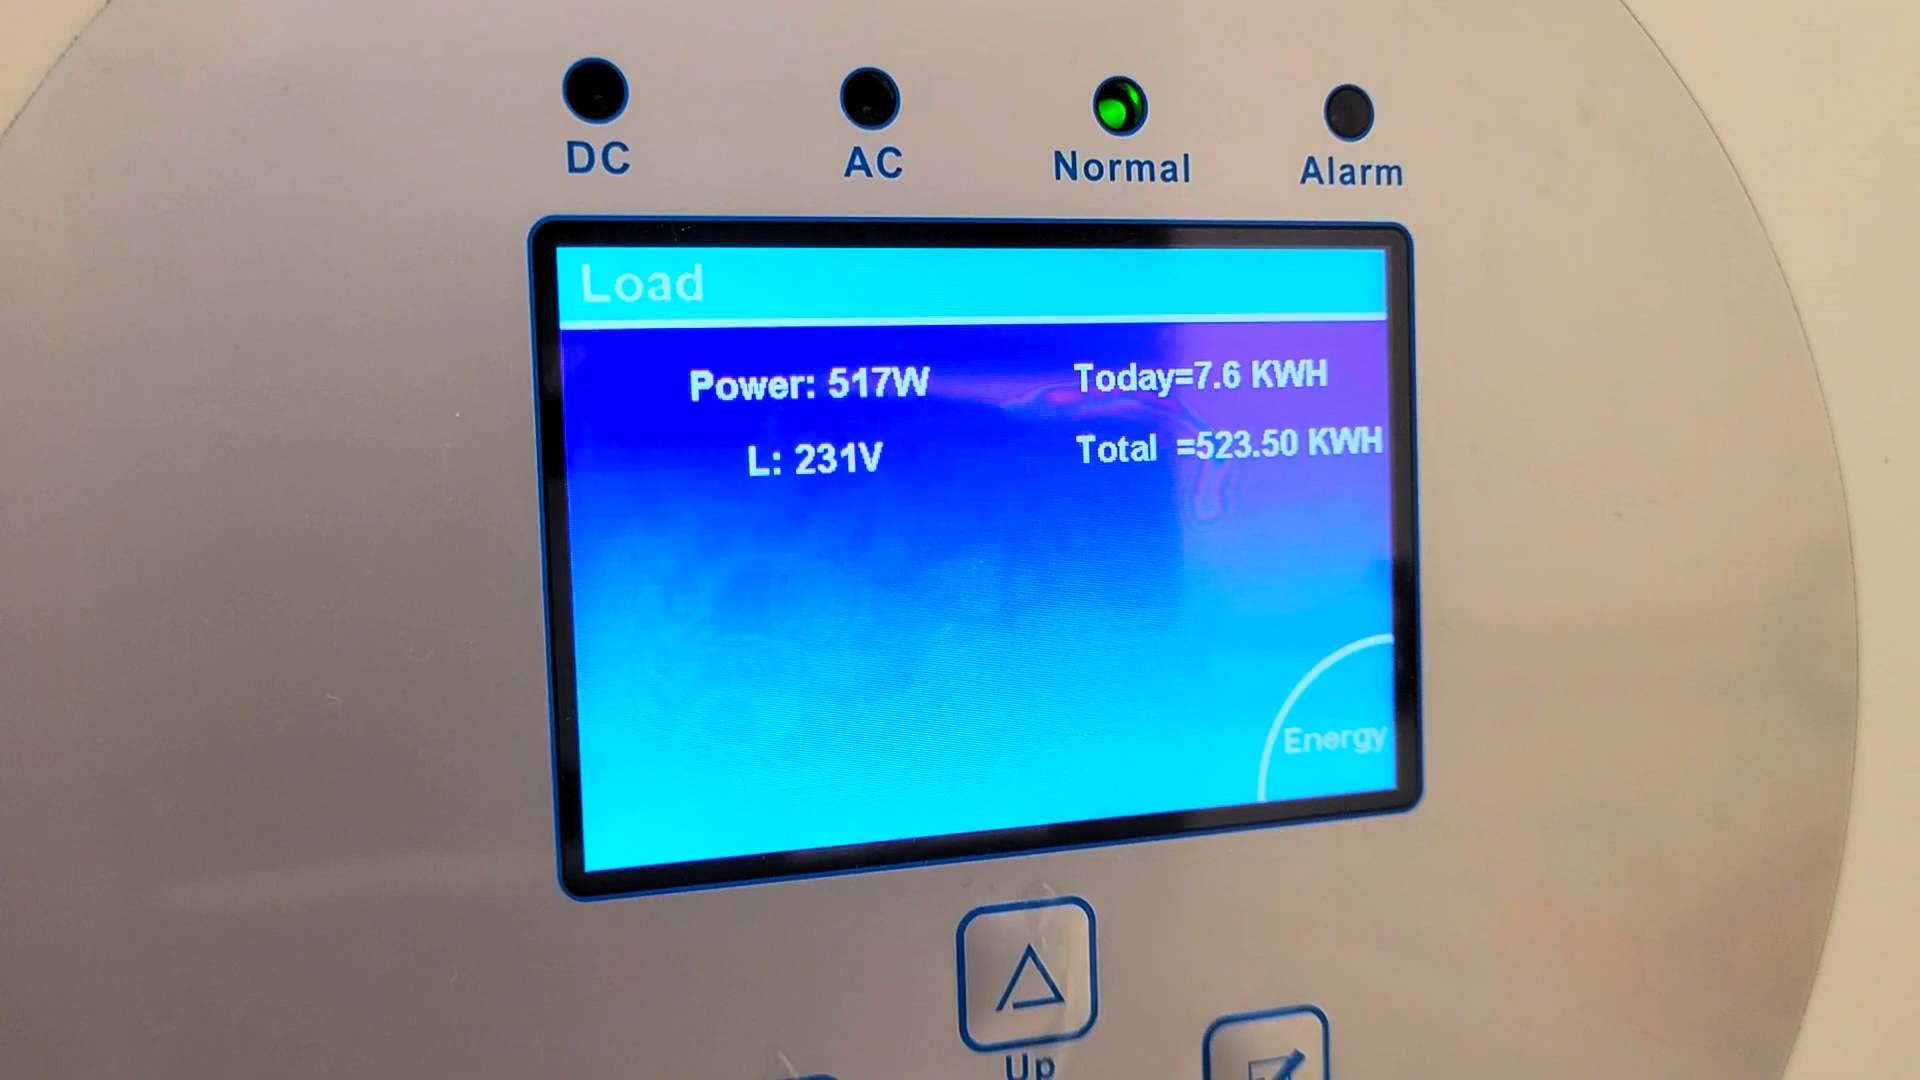 DC AC Normal Alarm
Load
Power: 517W Today=7.6 KWH
L: 231V Total =523.50 KWH
Energy
Up